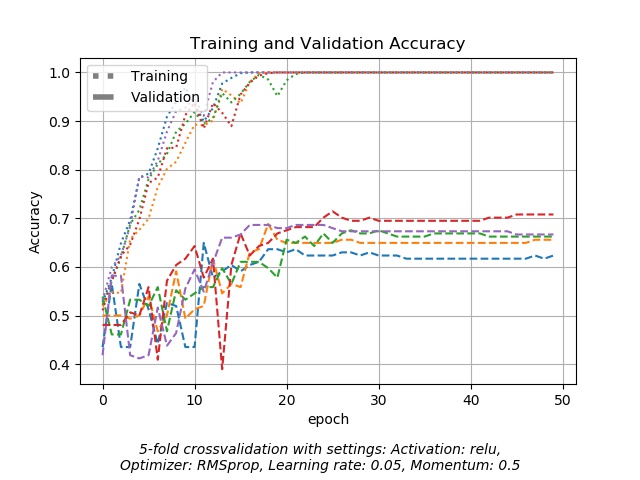 Training and Validation Accuracy
Training
Validation
Accuracy
1.0
0.9
0.8
0.7
0.6
0.5
0.4
0 10 20 30 40 50
epoch
5-fold crossvalidation with settings: Activation: relu,
Optimizer: RMSprop, Learning rate: 0.05, Momentum: 0.5